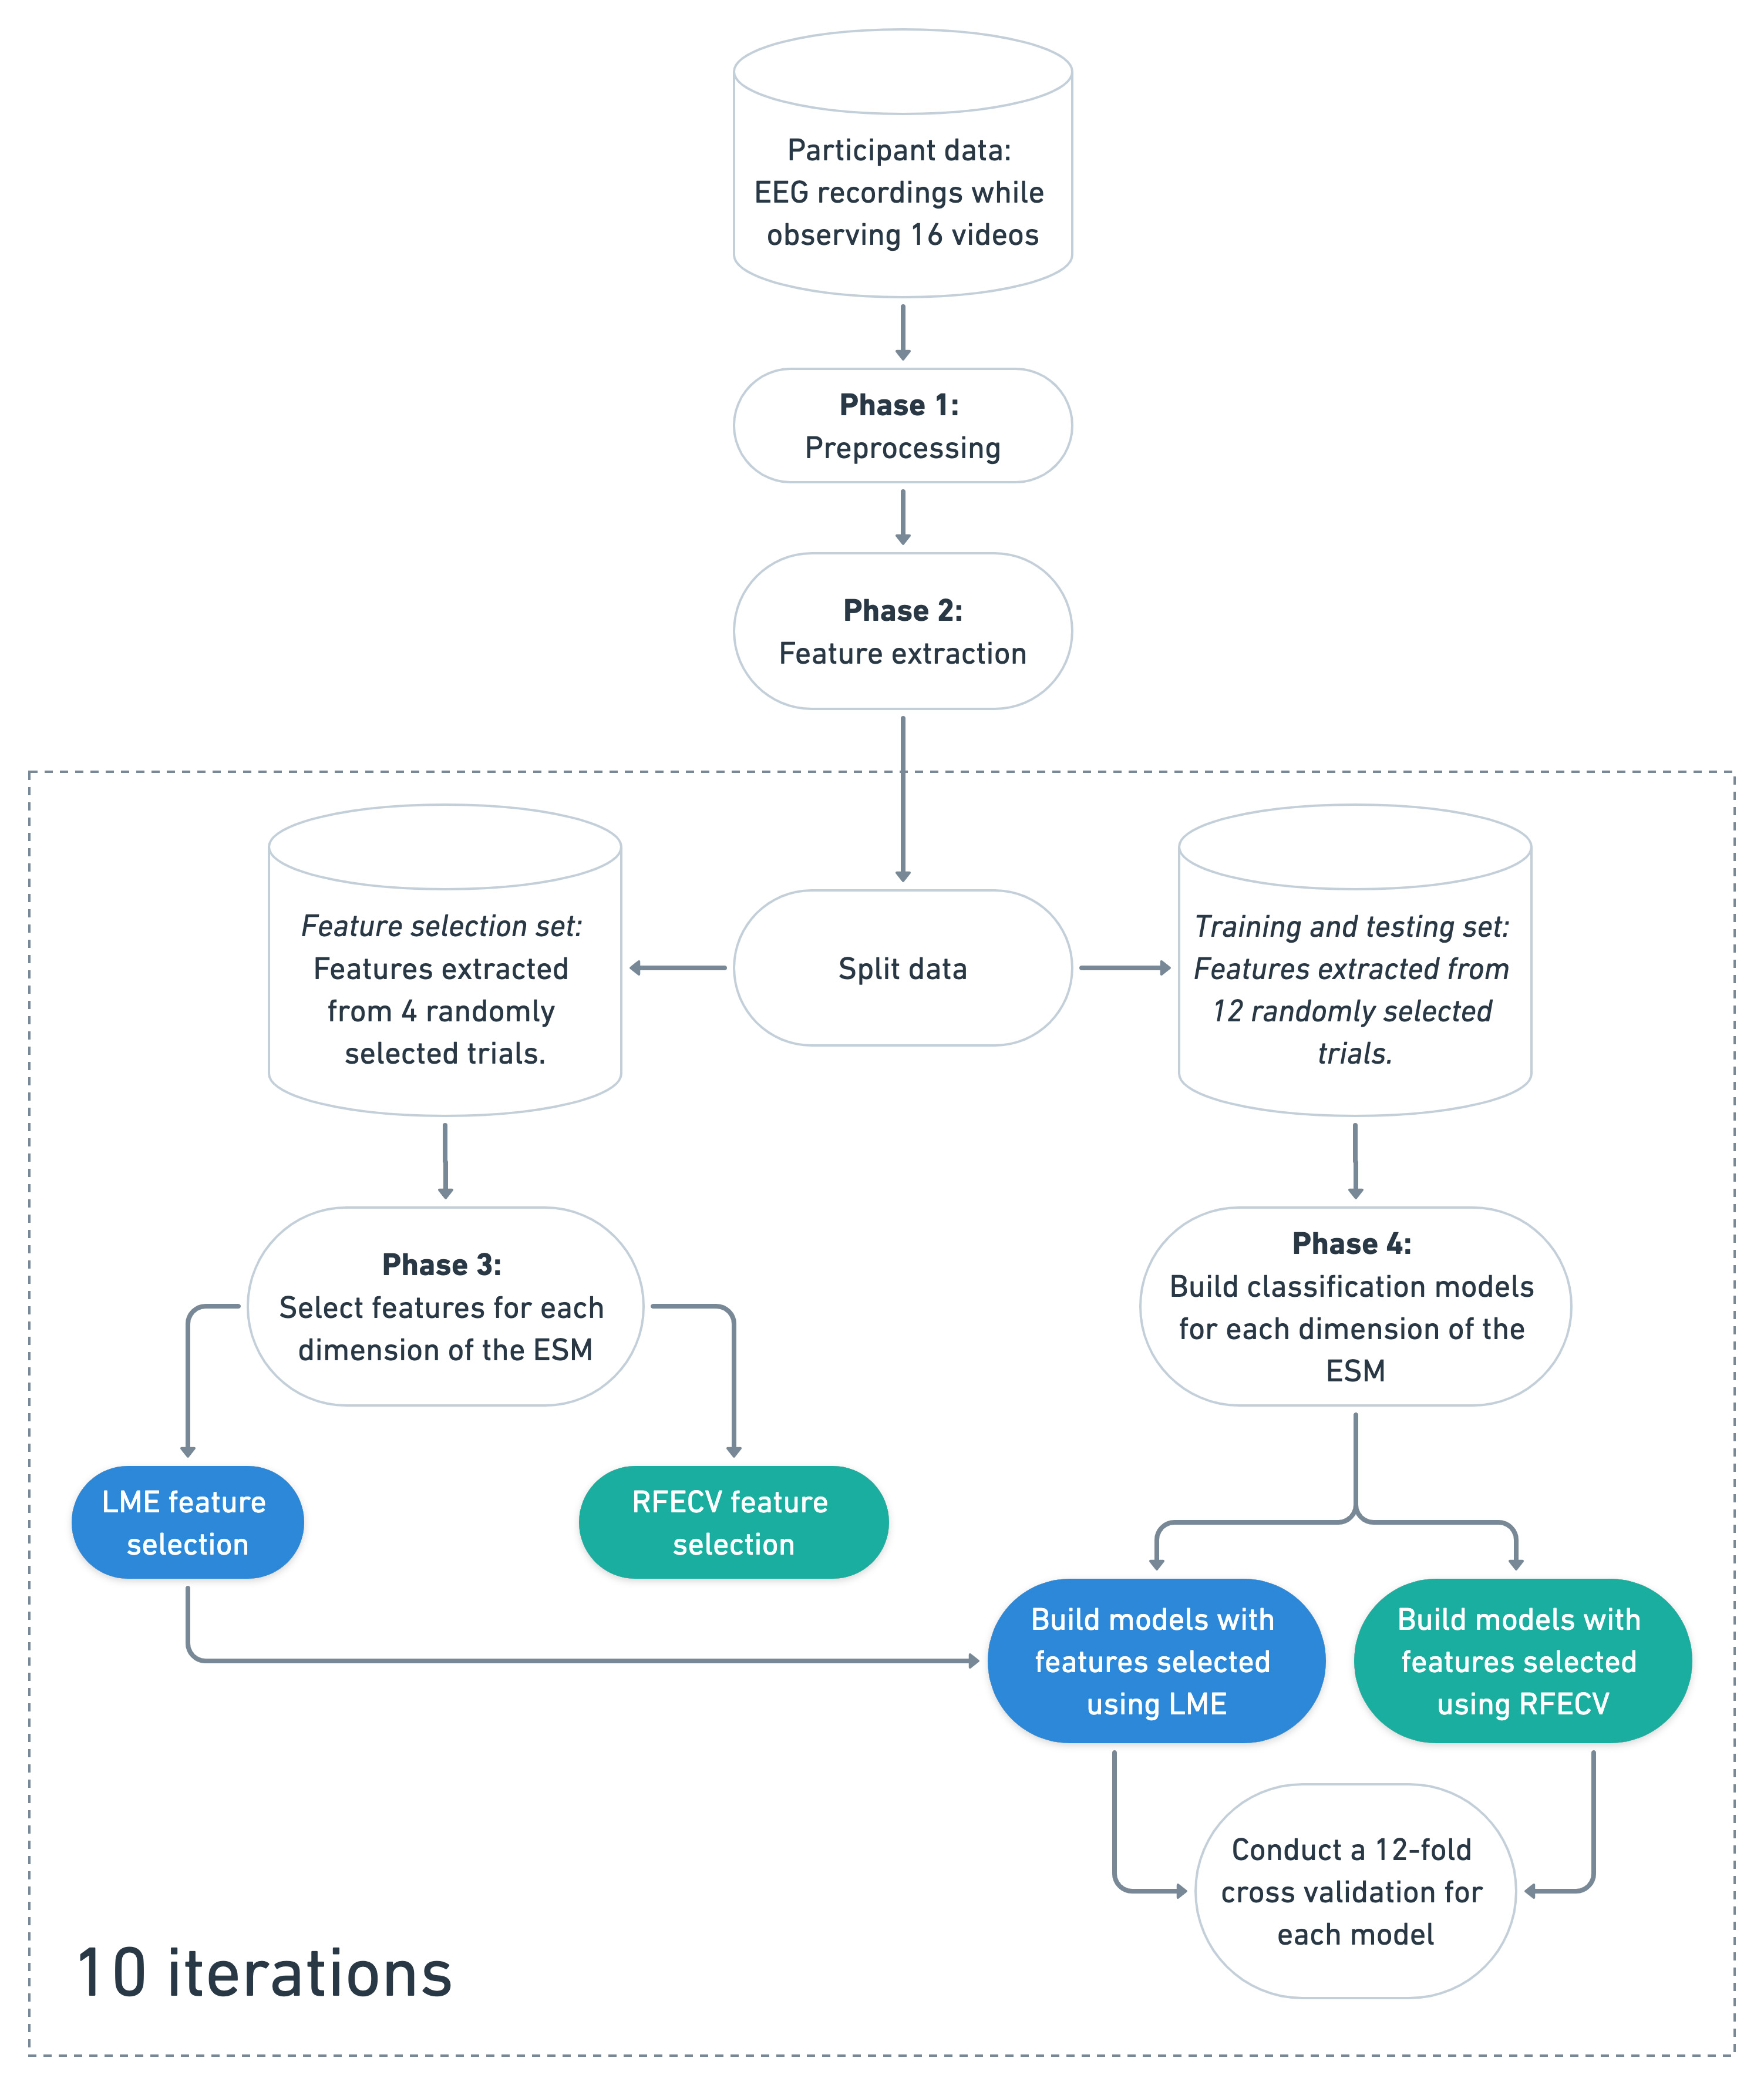 Participant data:
EEG recordings while
observing 16 videos
Phase 1:
Preprocessing
Phase 2:
Feature extraction
Feature selection set:
Features extracted
from 4 randomly
selected trials.
Split data
Training and testing set:
Features extracted from
12 randomly selected
trials.
Phase 3:
Select features for each
dimension of the ESM
Phase 4:
Build classification models
for each dimension of the
ESM
LME feature
selection
RFECV feature
selection
Build models with
features selected
using LME
Build models with
features selected
using RFECV
Conduct a 12-fold
cross validation for
each model
10 iterations